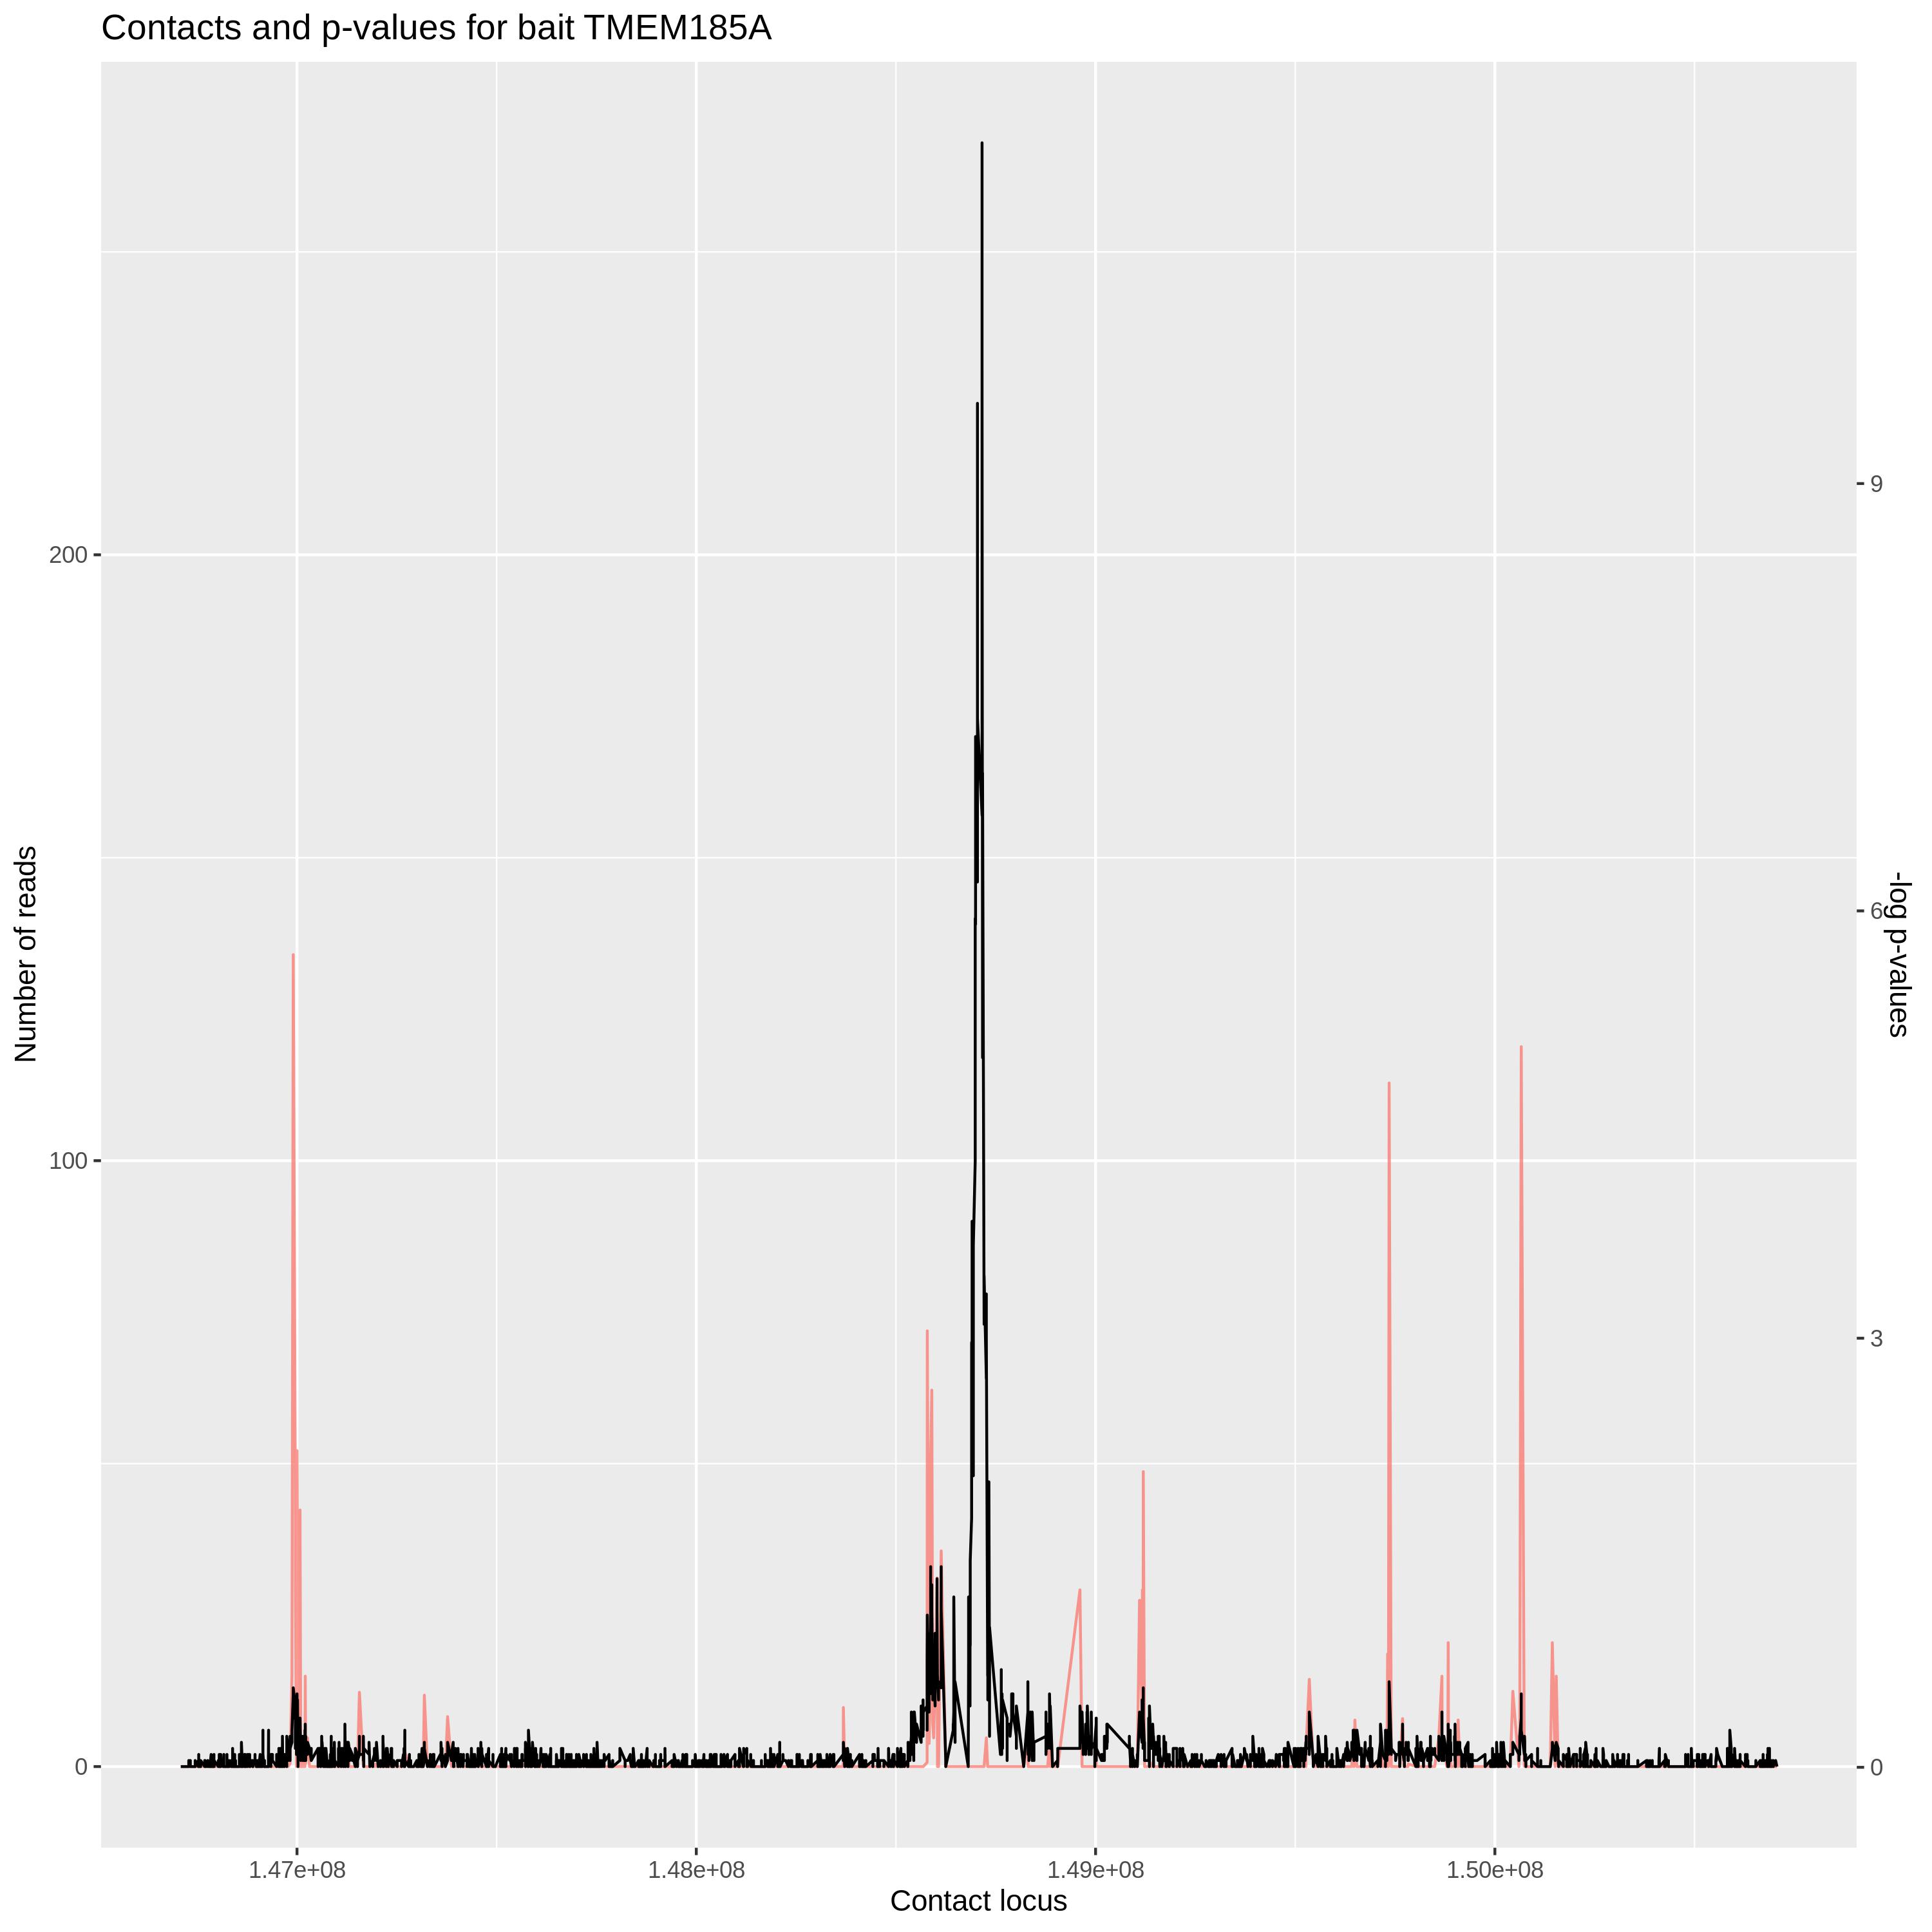 Contacts and p-values for bait TMEM185A
200
100
0
Number of reads
9
6
3
0
-log p-values
1.47e+08
1.48e+08
1.49e+08
1.50e+08
Contact locus